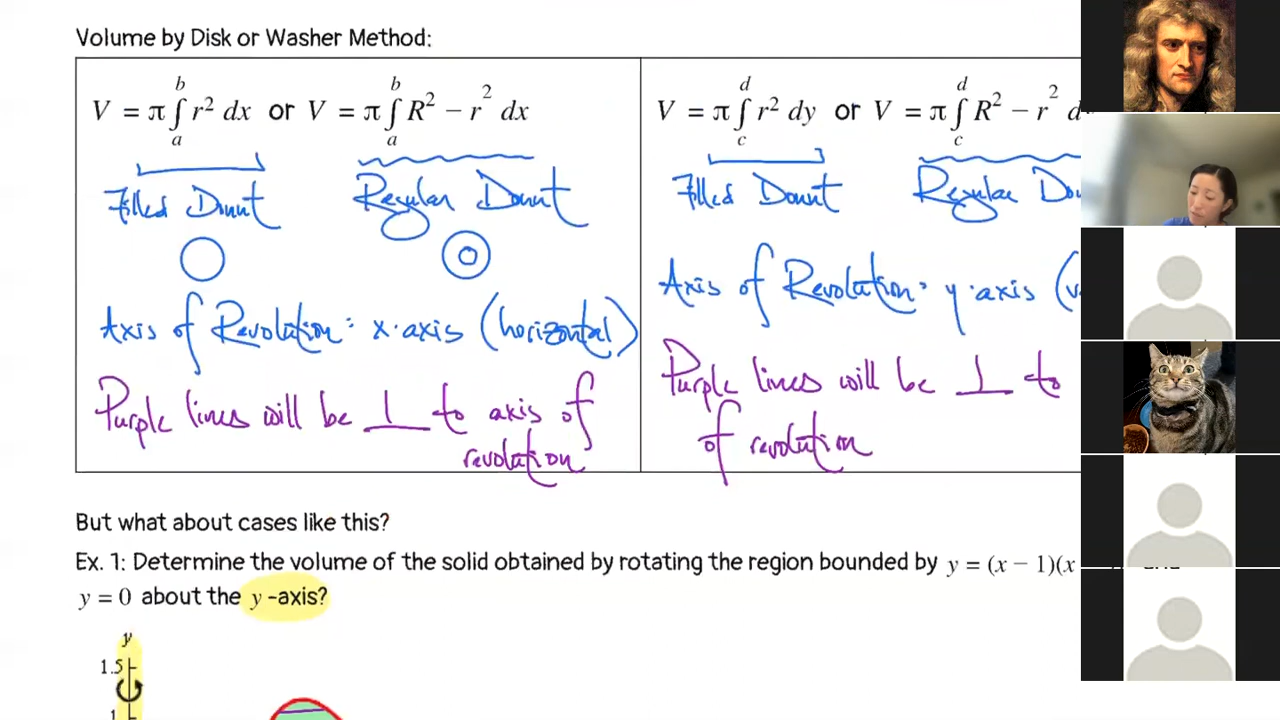 Volume by Disk or Washer Method:
V = π∫ₐᵇ r² dx or V = π∫ₐᵇ R² − r² dx
Filled Donut
Regular Donut
Axis of Revolution: x-axis (horizontal)
Purple lines will be ⊥ to axis of
revolution
V = π∫꜀ᵈ r² dy or V = π∫꜀ᵈ R² − r²
Filled Donut
Regular
Axis of Revolution: y-axis
Purple lines will be ⊥ to
of revolution
But what about cases like this?
Ex. 1: Determine the volume of the solid obtained by rotating the region bounded by y = (x − 1)(x
y = 0 about the y-axis?
y
1.5
1